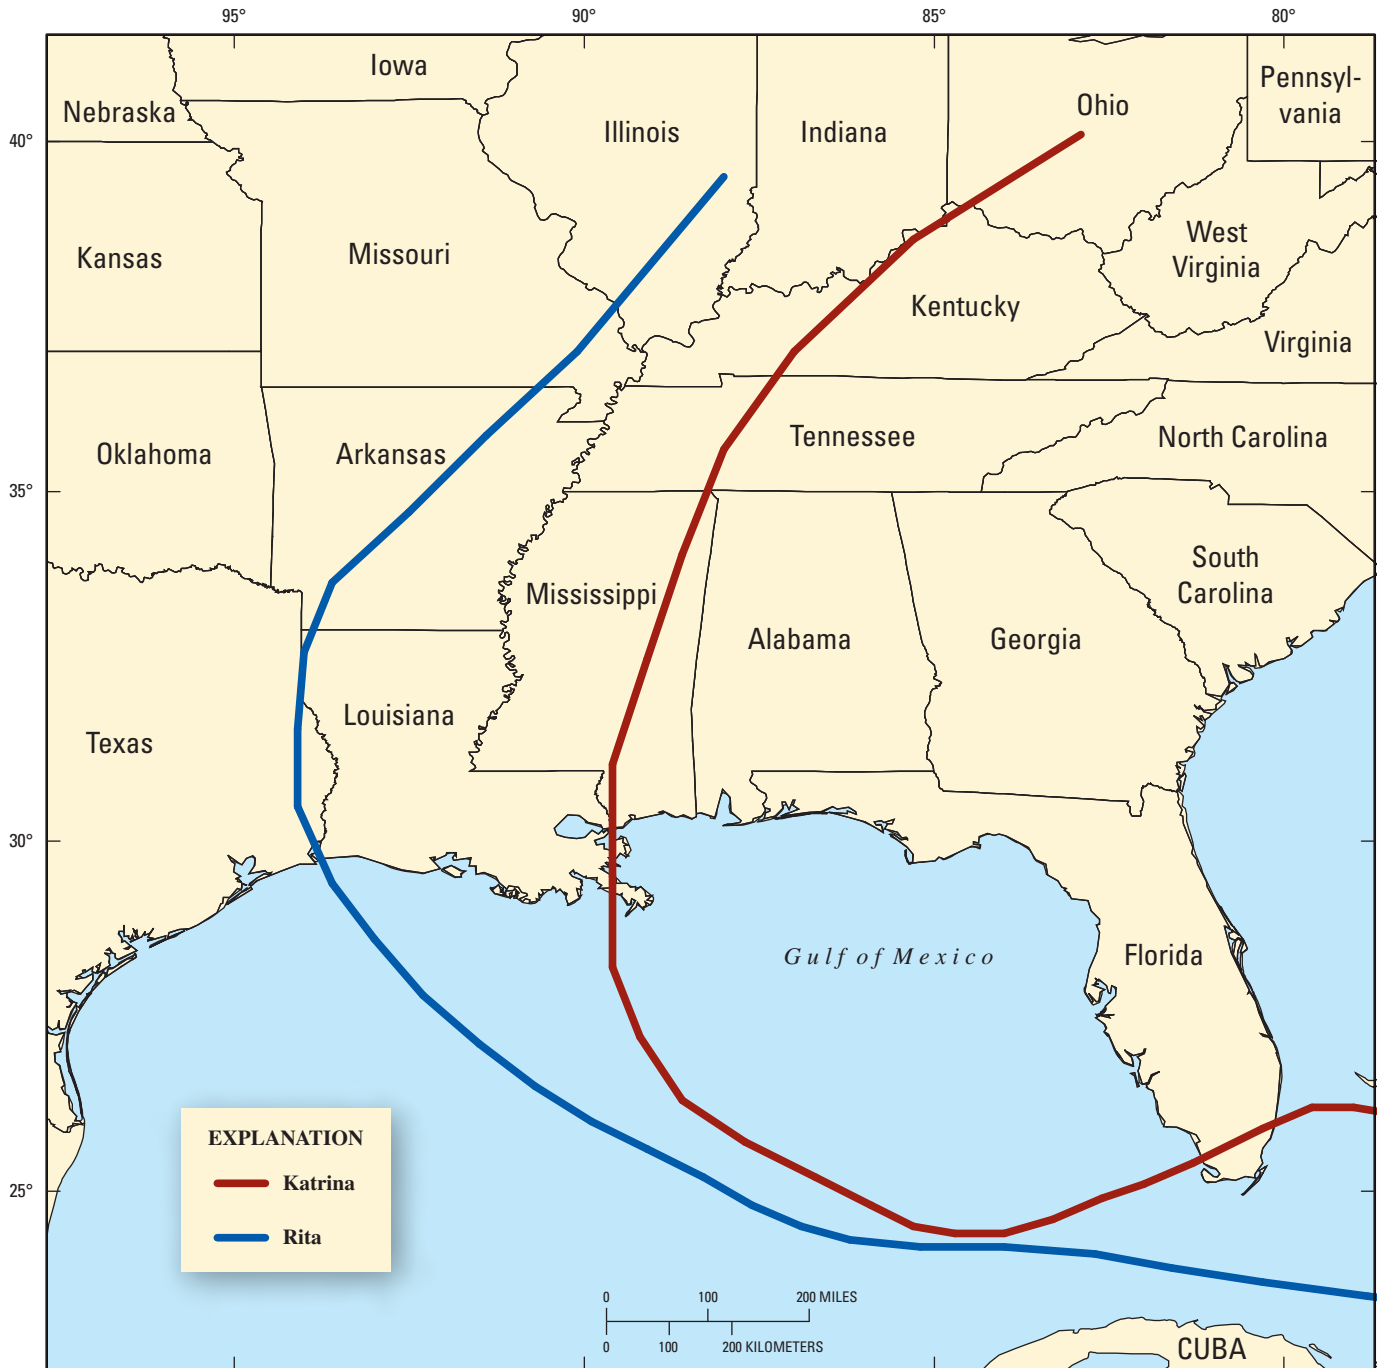 95°
90°
85°
80°
Iowa
Pennsyl-
vania
Nebraska
Ohio
Illinois
Indiana
40°
West
Virginia
Kansas
Missouri
Kentucky
Virginia
Oklahoma
Arkansas
Tennessee
North Carolina
35°
South
Carolina
Mississippi
Alabama
Georgia
Louisiana
Texas
30°
Gulf of Mexico
Florida
EXPLANATION
Katrina
Rita
25°
0 100 200 MILES
0 100 200 KILOMETERS
CUBA